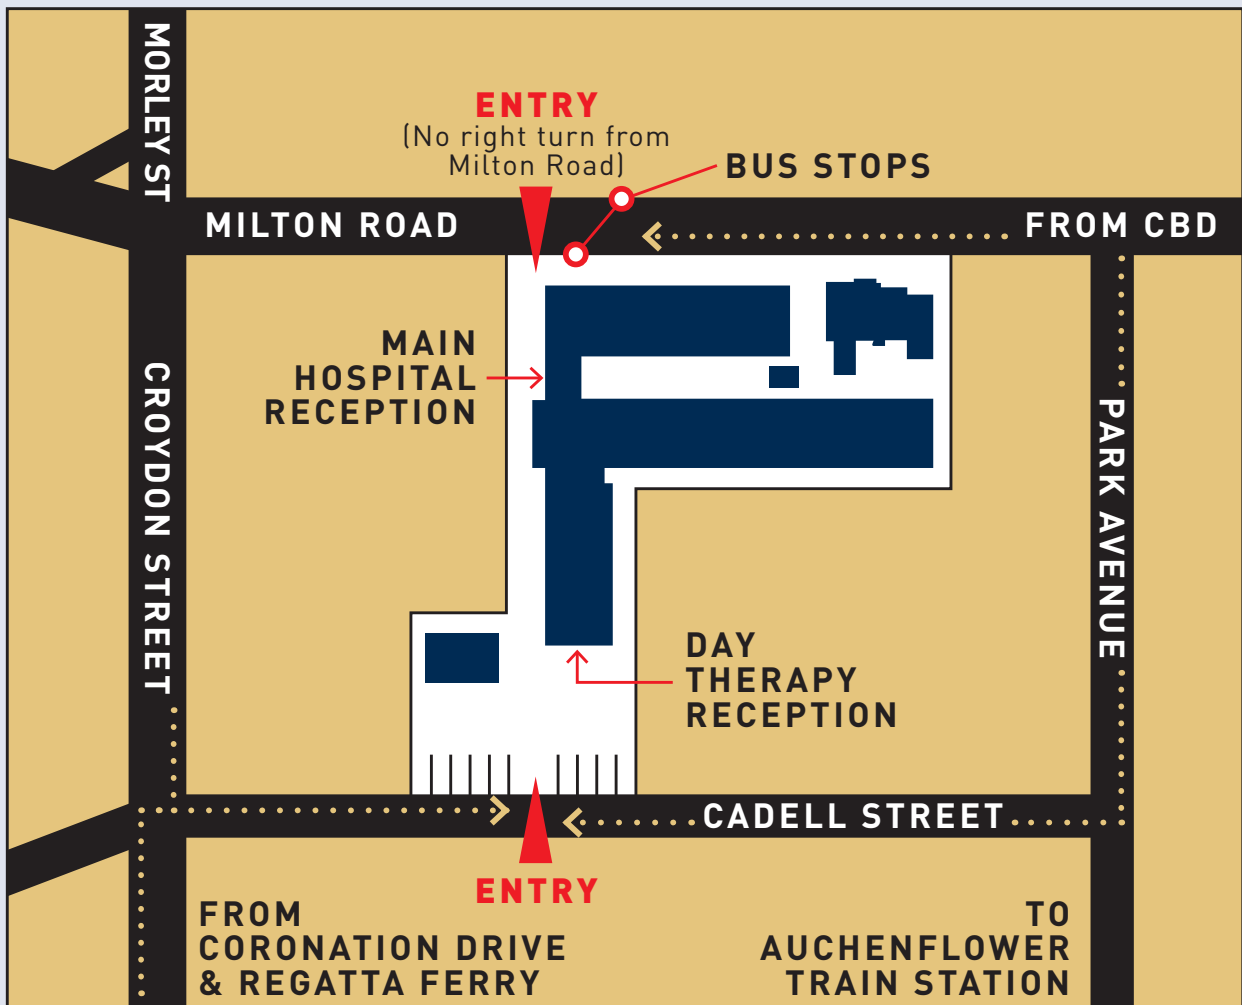 MORLEY ST
ENTRY
(No right turn from
Milton Road)
BUS STOPS
MILTON ROAD
FROM CBD
MAIN
HOSPITAL
RECEPTION
CROYDON STREET
PARK AVENUE
DAY
THERAPY
RECEPTION
CADELL STREET
ENTRY
FROM
CORONATION DRIVE
& REGATTA FERRY
TO
AUCHENFLOWER
TRAIN STATION